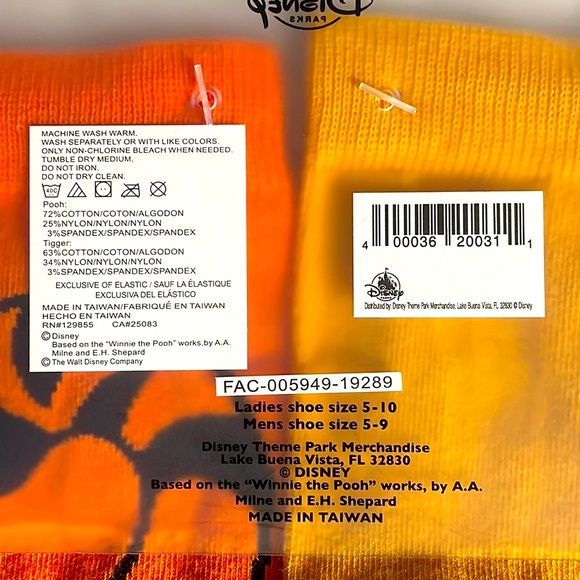 Disney
PARKS
MACHINE WASH WARM.
WASH SEPARATELY OR WITH LIKE COLORS.
ONLY NON-CHLORINE BLEACH WHEN NEEDED.
TUMBLE DRY MEDIUM.
DO NOT IRON.
DO NOT DRY CLEAN.
40C
Pooh:
72%COTTON/COTON/ALGODON
25%NYLON/NYLON/NYLON
3%SPANDEX/SPANDEX/SPANDEX
Tigger:
63%COTTON/COTON/ALGODON
34%NYLON/NYLON/NYLON
3%SPANDEX/SPANDEX/SPANDEX
EXCLUSIVE OF ELASTIC / SAUF LA ÉLASTIQUE
EXCLUSIVA DEL ELÁSTICO
MADE IN TAIWAN/FABRIQUÉ EN TAIWAN
HECHO EN TAIWAN
RN#129855 CA#25083
©Disney
Based on the "Winnie the Pooh" works,by A.A.
Milne and E.H. Shepard
©The Walt Disney Company
4 00036 20031 1
Disney
PARKS
Distributed by: Disney Theme Park Merchandise, Lake Buena Vista, FL 32830 © Disney
FAC-005949-19289
Ladies shoe size 5-10
Mens shoe size 5-9
Disney Theme Park Merchandise
Lake Buena Vista, FL 32830
© DISNEY
Based on the "Winnie the Pooh" works, by A.A.
Milne and E.H. Shepard
MADE IN TAIWAN